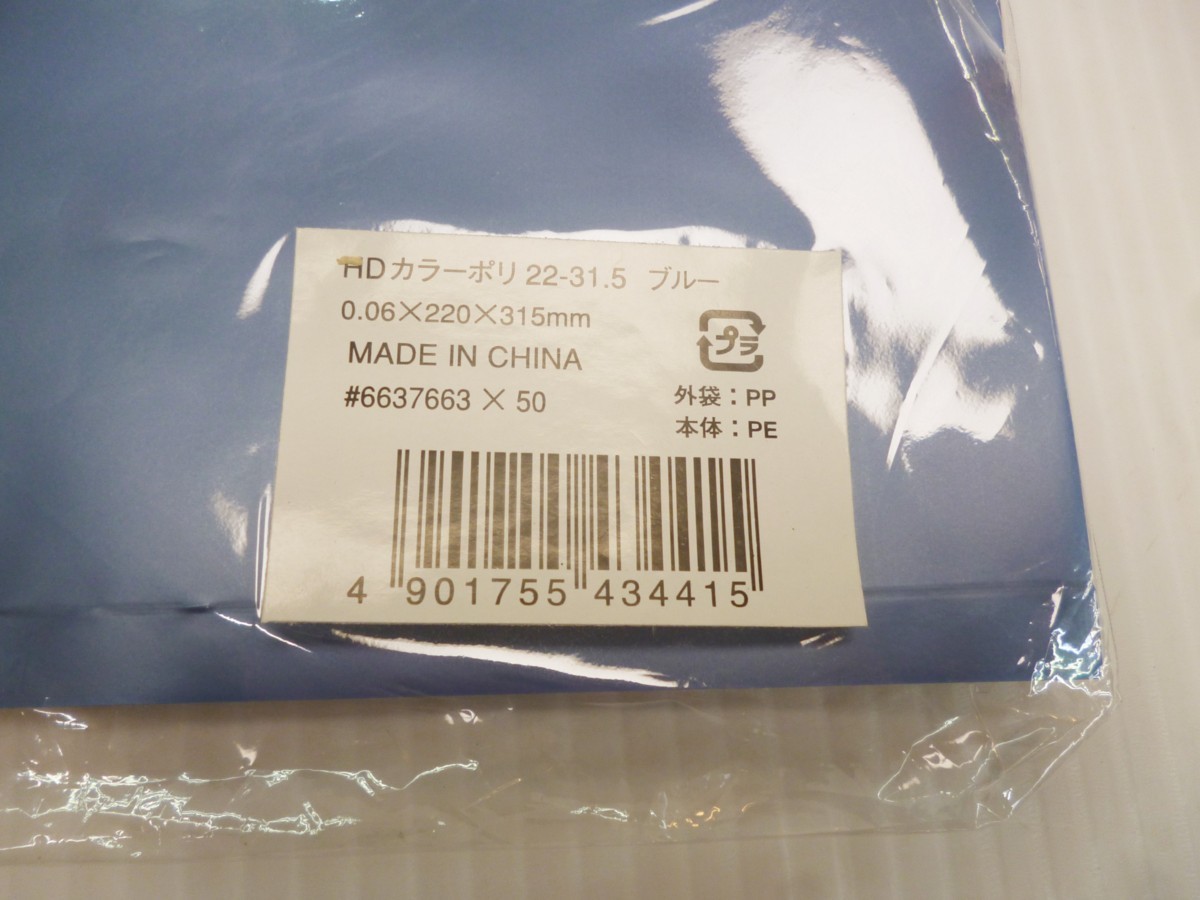 HDカラーポリ 22-31.5 ブルー
0.06×220×315mm
MADE IN CHINA
#6637663 × 50
プラ
外袋：PP
本体：PE
4 901755 434415